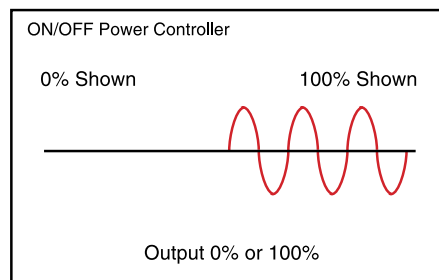 ON/OFF Power Controller
0% Shown
100% Shown
Output 0% or 100%